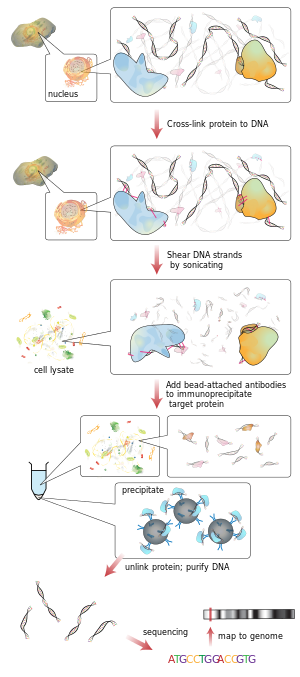 nucleus
Cross-link protein to DNA
Shear DNA strands
by sonicating
cell lysate
Add bead-attached antibodies
to immunoprecipitate
target protein
precipitate
unlink protein; purify DNA
sequencing
map to genome
ATGCCTGGACCGTG